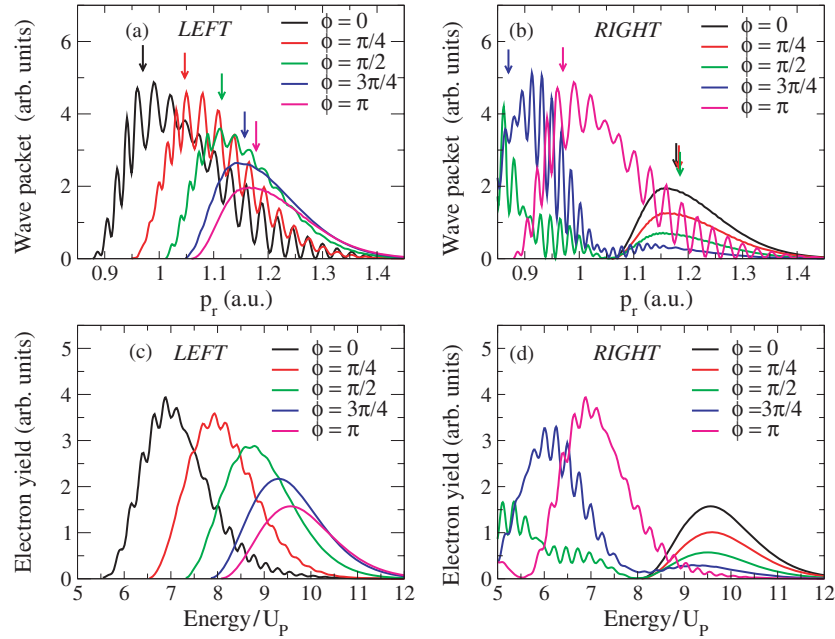 (a) LEFT
ϕ = 0
ϕ = π/4
ϕ = π/2
ϕ = 3π/4
ϕ = π
Wave packet (arb. units)
6
4
2
0
0.9 1 1.1 1.2 1.3 1.4
p_r (a.u.)
(b) RIGHT
ϕ = 0
ϕ = π/4
ϕ = π/2
ϕ = 3π/4
ϕ = π
Wave packet (arb. units)
6
4
2
0
0.9 1 1.1 1.2 1.3 1.4
p_r (a.u.)
(c) LEFT
ϕ = 0
ϕ = π/4
ϕ = π/2
ϕ = 3π/4
ϕ = π
Electron yield (arb. units)
5
4
3
2
1
0
5 6 7 8 9 10 11 12
Energy/U_P
(d) RIGHT
ϕ = 0
ϕ = π/4
ϕ = π/2
ϕ =3π/4
ϕ = π
Electron yield (arb. units)
5
4
3
2
1
0
5 6 7 8 9 10 11 12
Energy/U_P